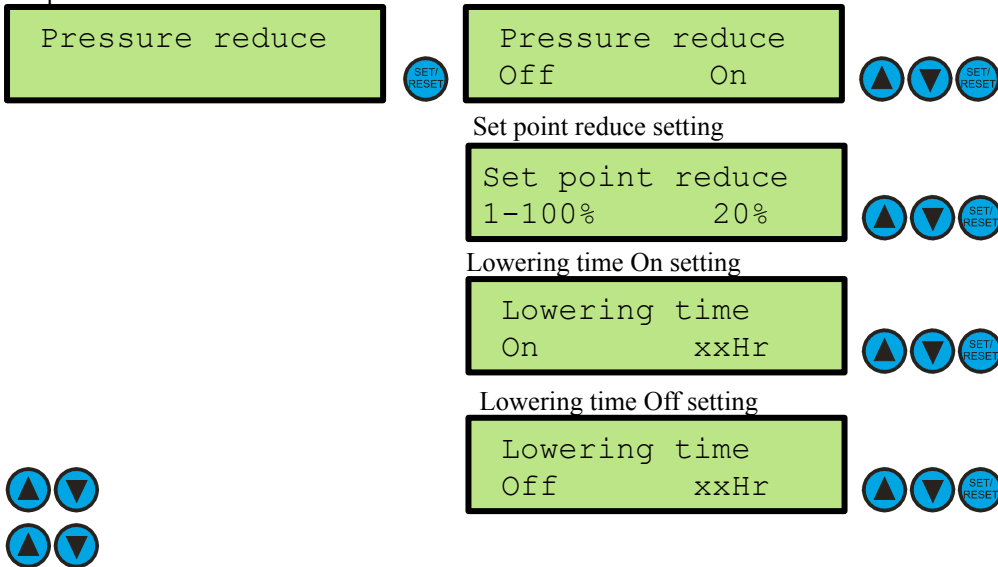 Pressure reduce
SET/
RESET
Pressure reduce
Off On
SET/
RESET
Set point reduce setting
Set point reduce
1-100% 20%
SET/
RESET
Lowering time On setting
Lowering time
On xxHr
SET/
RESET
Lowering time Off setting
Lowering time
Off xxHr
SET/
RESET